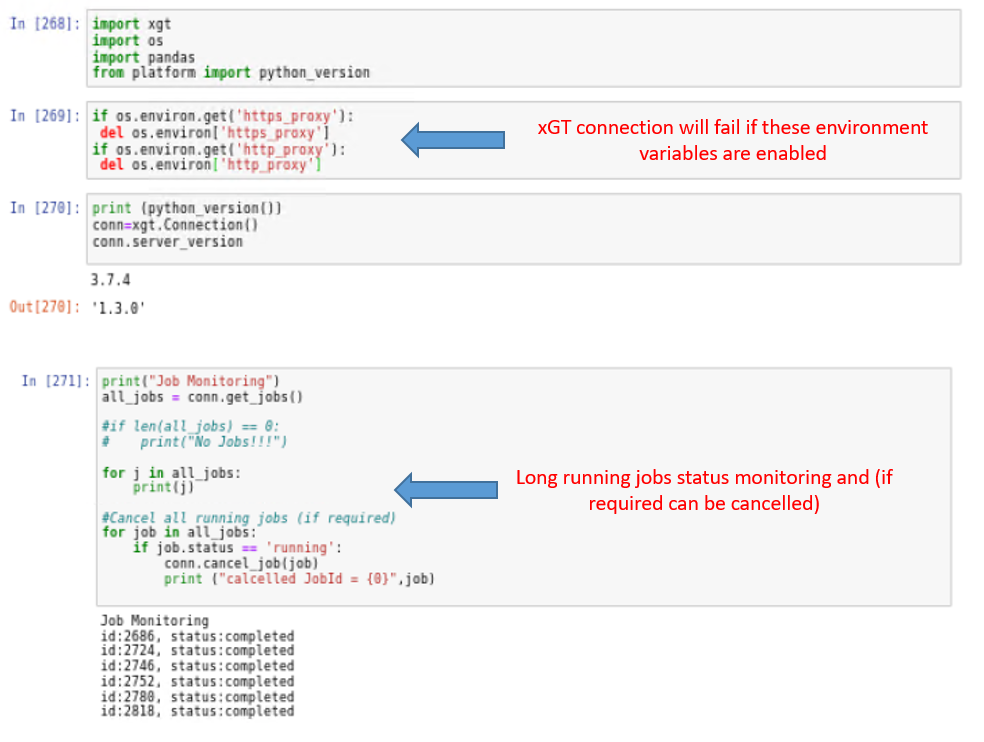 In [268]:
import xgt
import os
import pandas
from platform import python_version
In [269]:
if os.environ.get('https_proxy'):
 del os.environ['https_proxy']
if os.environ.get('http_proxy'):
 del os.environ['http_proxy']
xGT connection will fail if these environment
variables are enabled
In [270]:
print (python_version())
conn=xgt.Connection()
conn.server_version
3.7.4
Out[270]: '1.3.0'
In [271]:
print("Job Monitoring")
all_jobs = conn.get_jobs()
#if len(all_jobs) == 0:
#    print("No Jobs!!!")
for j in all_jobs:
    print(j)
#Cancel all running jobs (if required)
for job in all_jobs:
    if job.status == 'running':
        conn.cancel_job(job)
        print ("calcelled JobId = {0}",job)
Long running jobs status monitoring and (if
required can be cancelled)
Job Monitoring
id:2686, status:completed
id:2724, status:completed
id:2746, status:completed
id:2752, status:completed
id:2780, status:completed
id:2818, status:completed